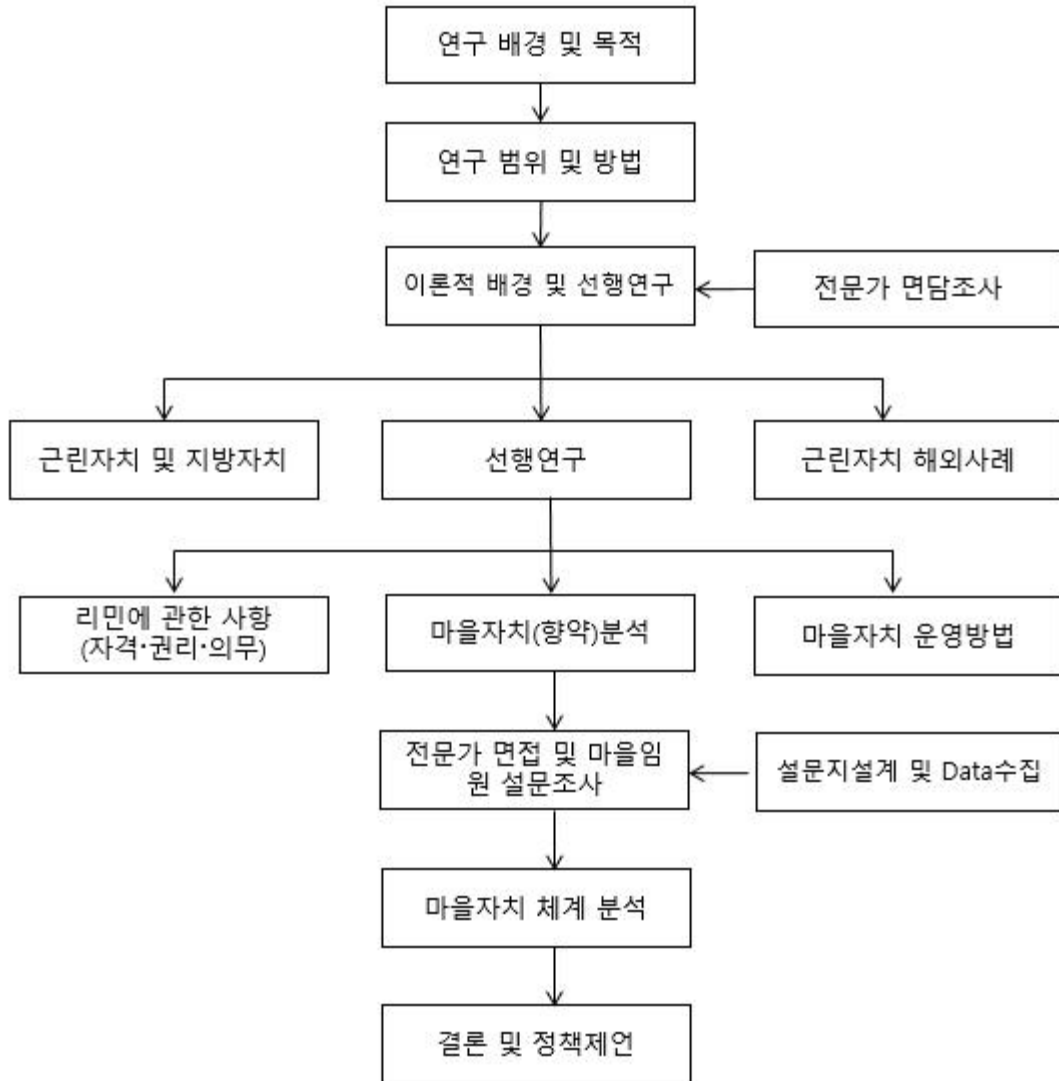 연구 배경 및 목적
연구 범위 및 방법
이론적 배경 및 선행연구
전문가 면담조사
근린자치 및 지방자치
선행연구
근린자치 해외사례
리민에 관한 사항
(자격·권리·의무)
마을자치(향약)분석
마을자치 운영방법
전문가 면접 및 마을임
원 설문조사
설문지설계 및 Data수집
마을자치 체계 분석
결론 및 정책제언